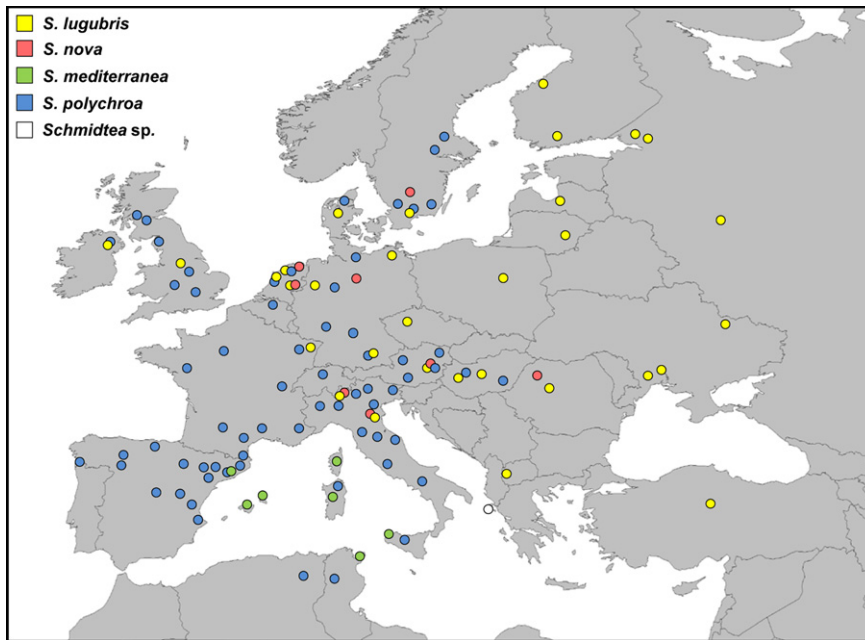 S. lugubris
S. nova
S. mediterranea
S. polychroa
Schmidtea sp.